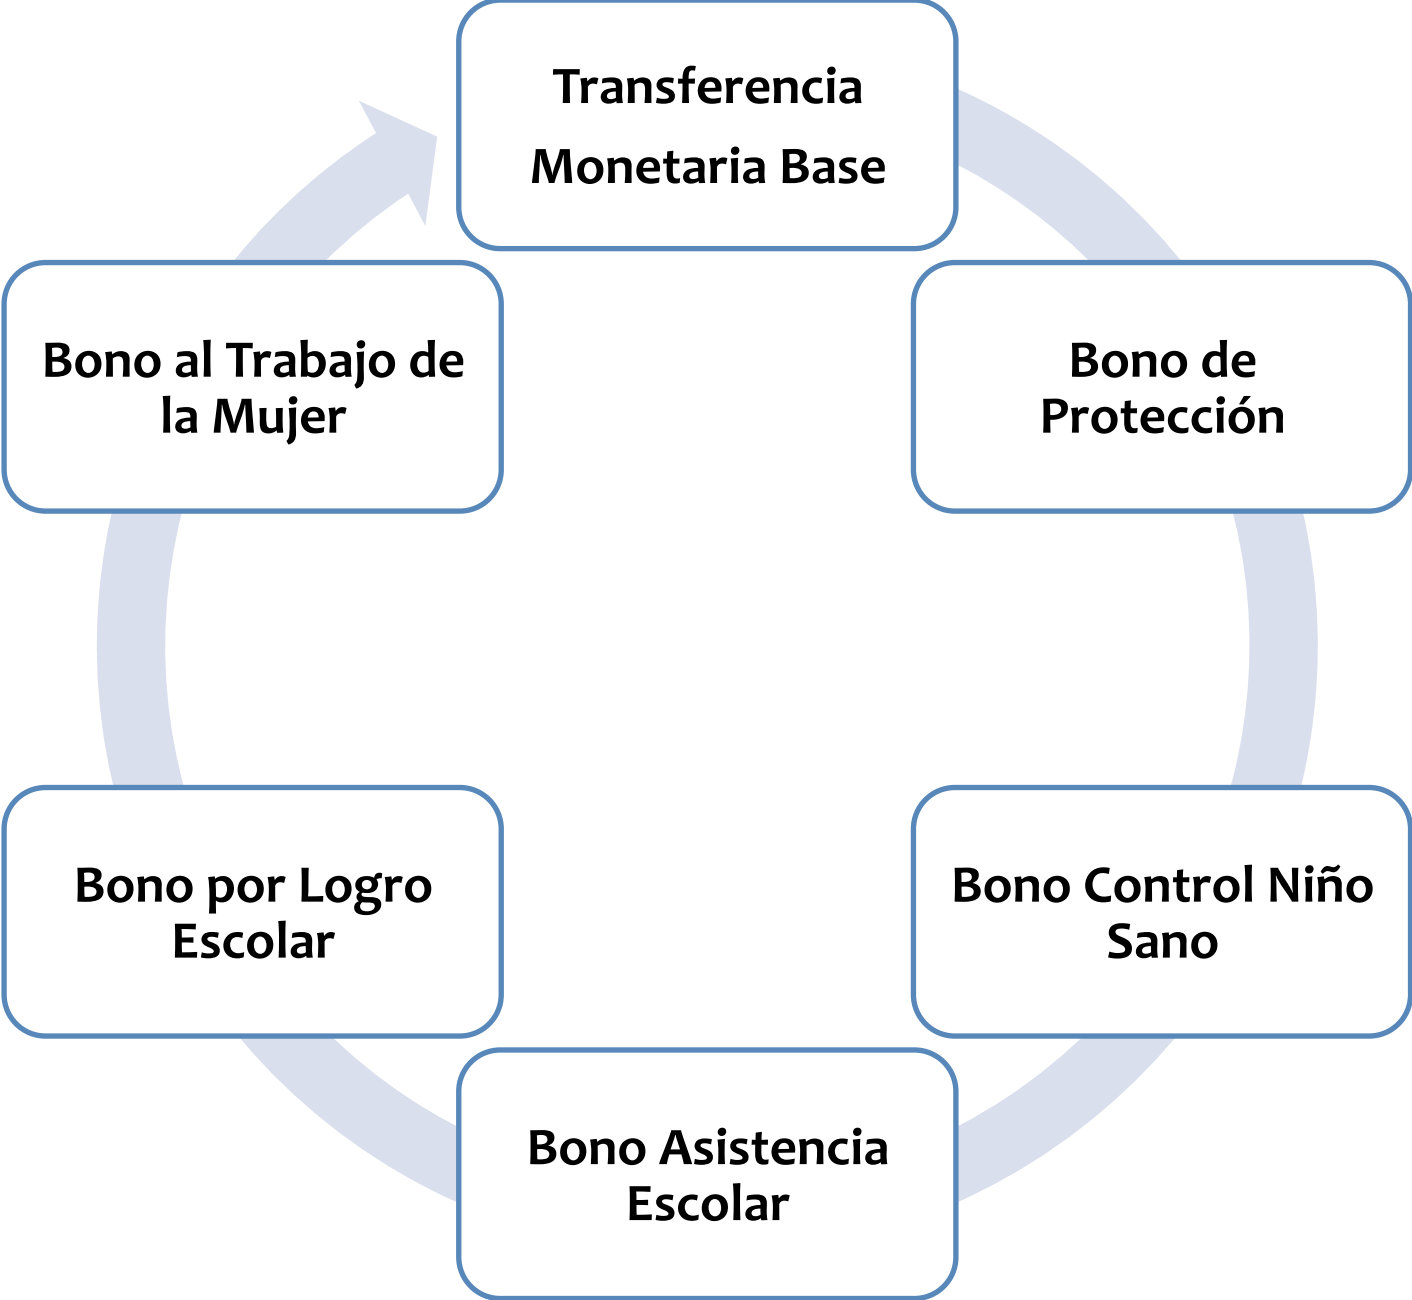 Transferencia
Monetaria Base
Bono de
Protección
Bono Control Niño
Sano
Bono Asistencia
Escolar
Bono por Logro
Escolar
Bono al Trabajo de
la Mujer